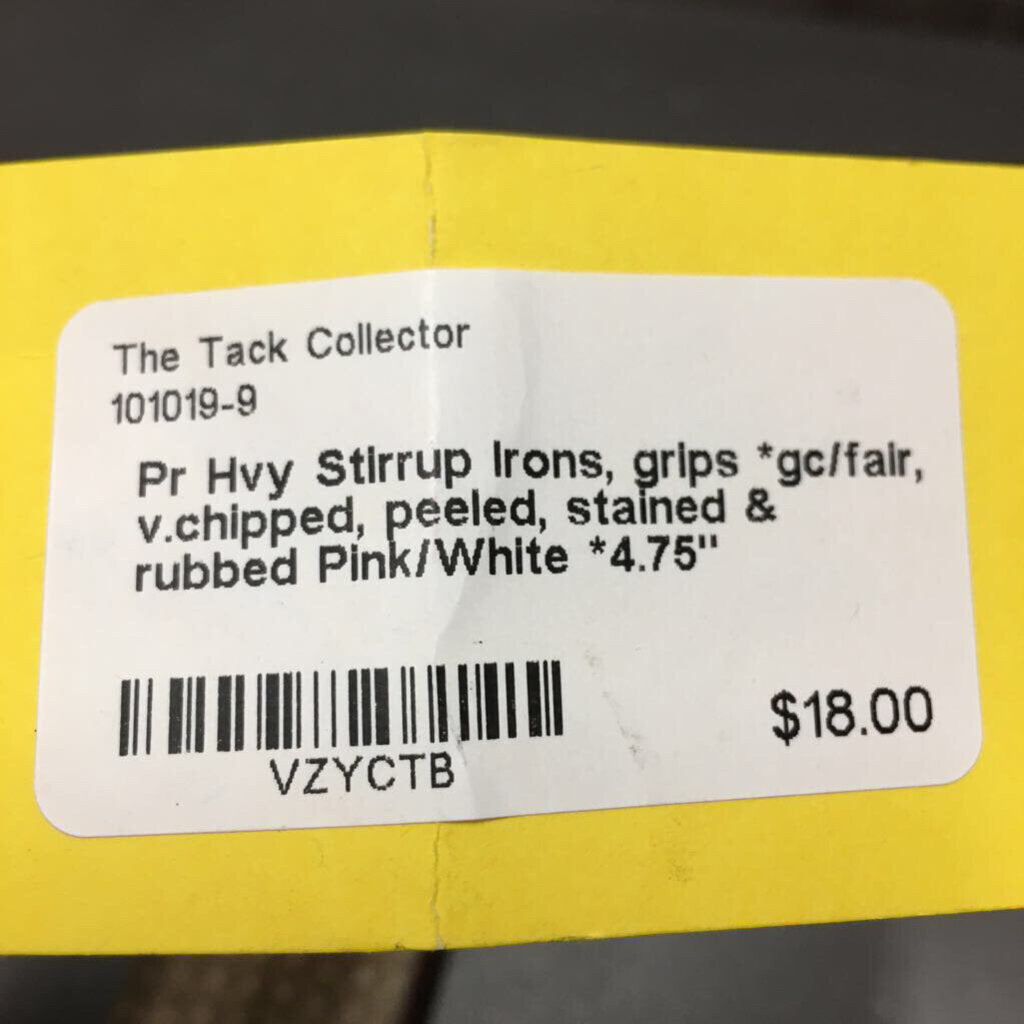 The Tack Collector
101019-9
Pr Hvy Stirrup Irons, grips *gc/fair,
v.chipped, peeled, stained &
rubbed Pink/White *4.75"
VZYCTB
$18.00